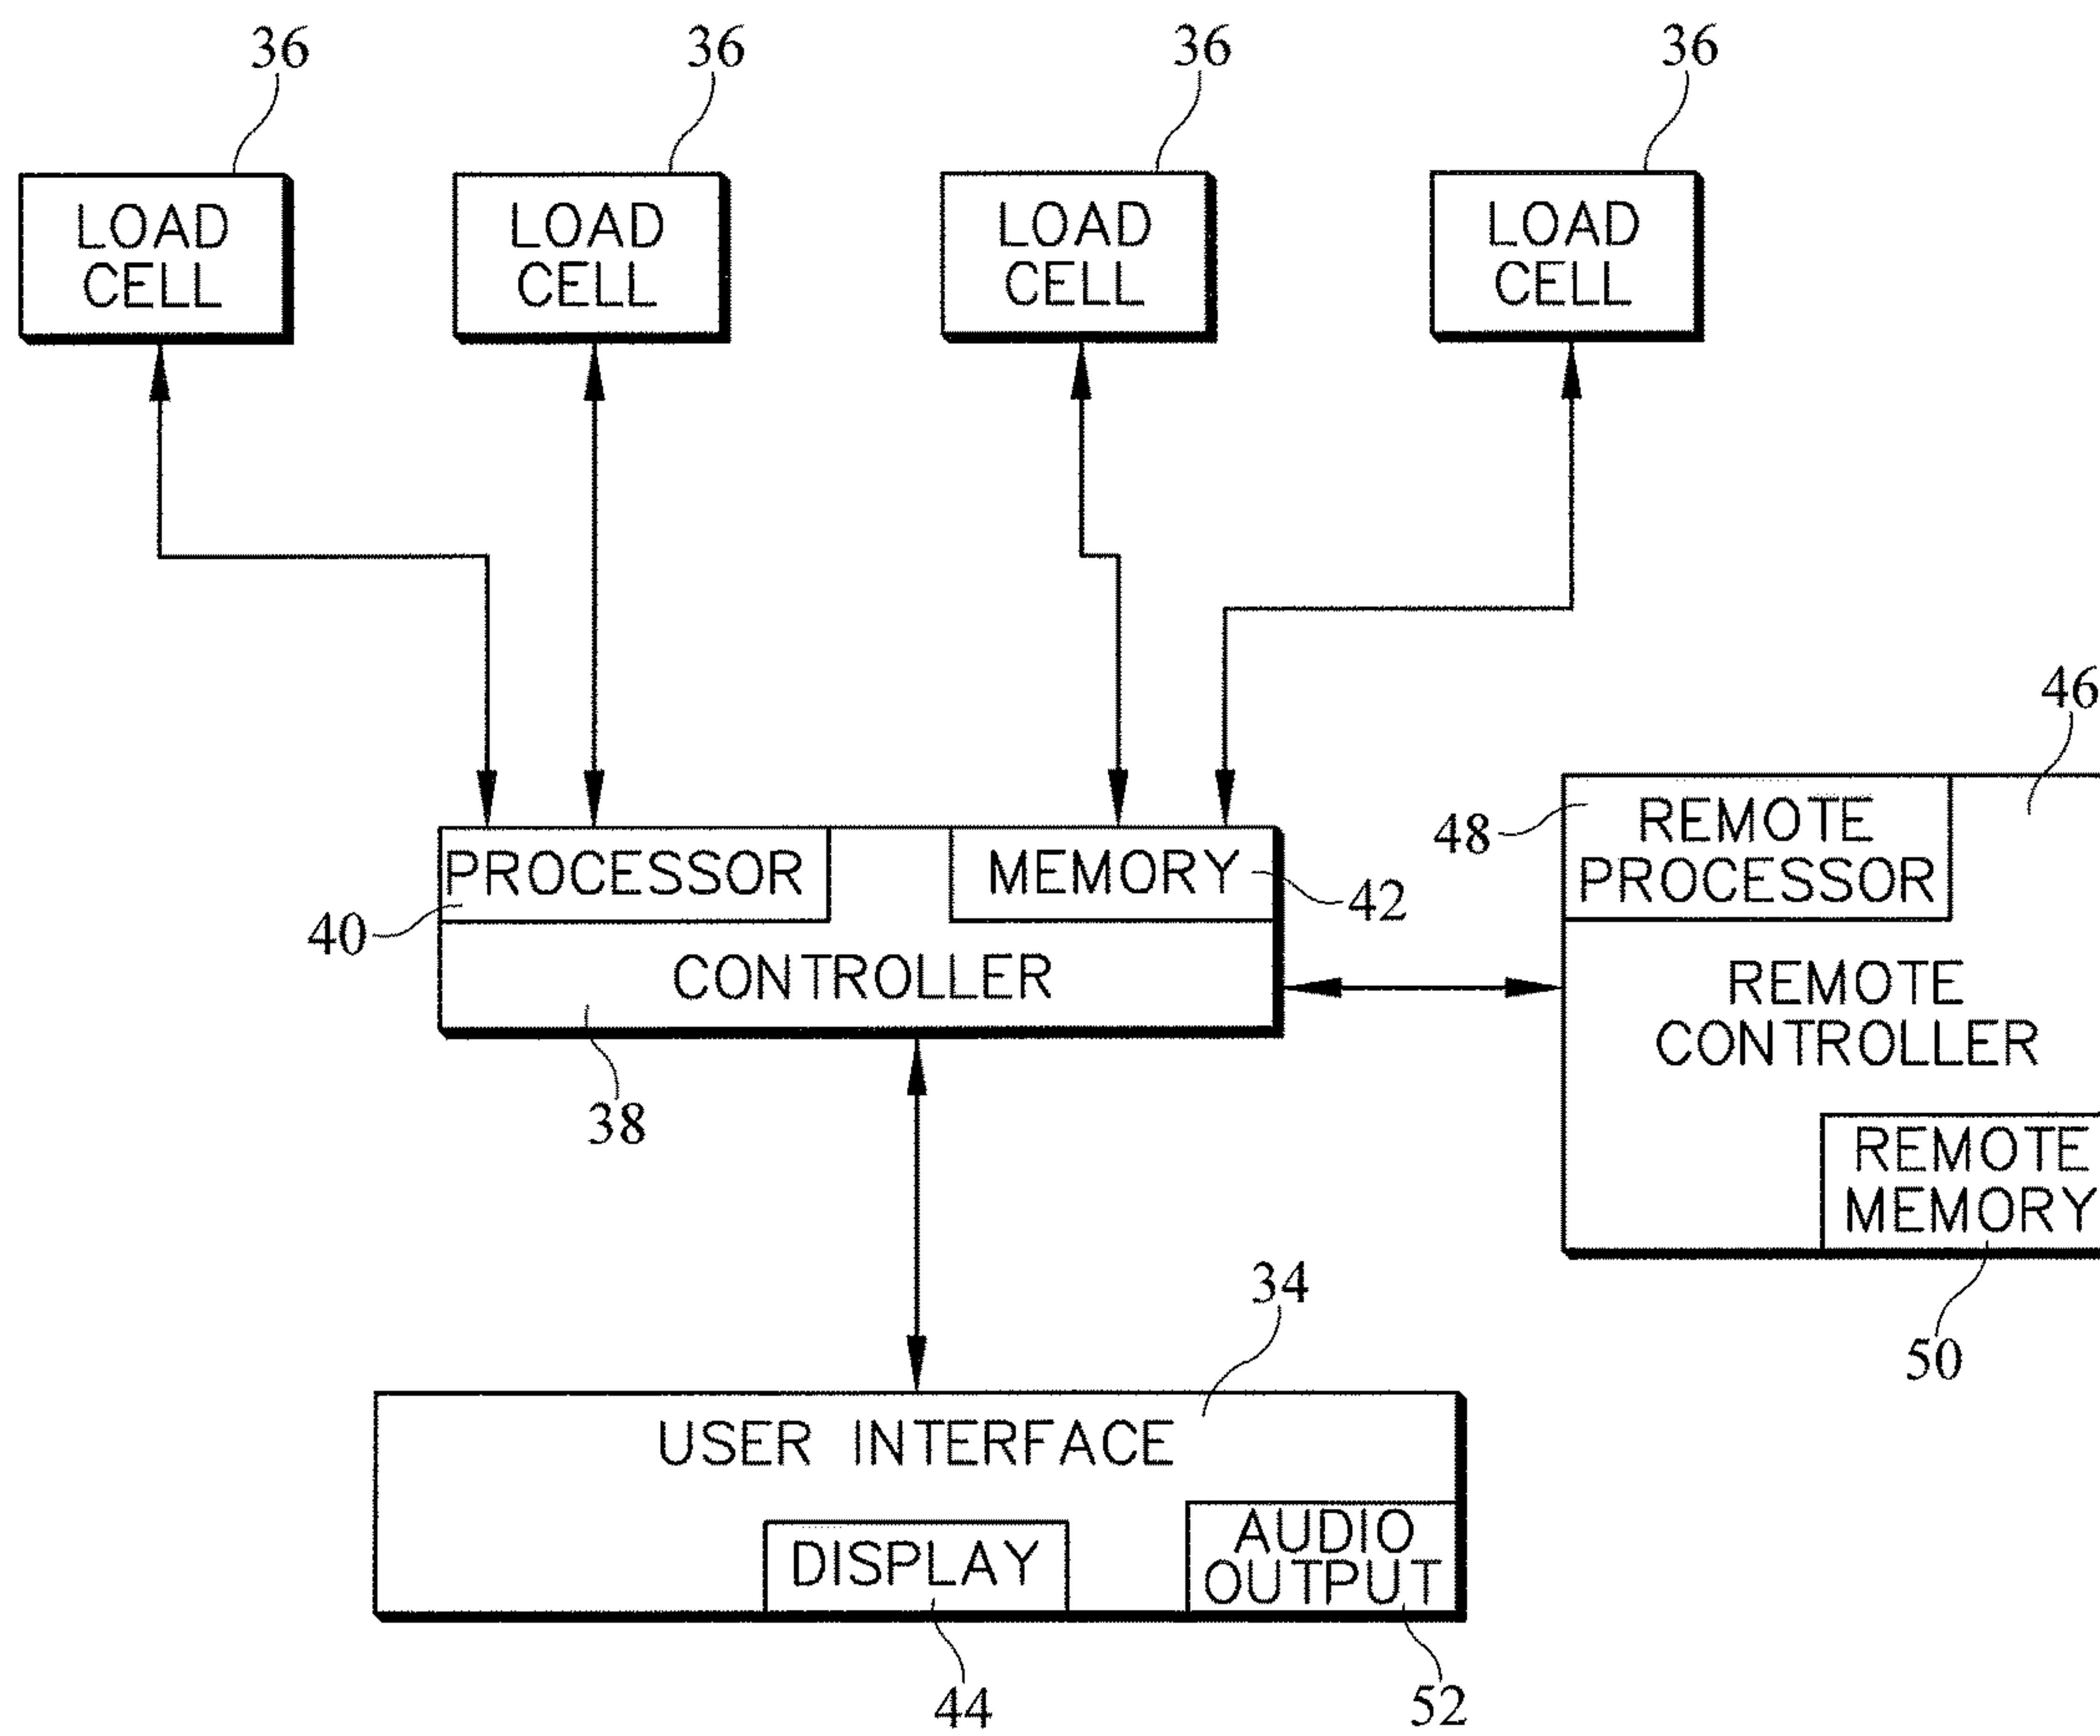 36 36 36 36
LOAD CELL
LOAD CELL
LOAD CELL
LOAD CELL
46
48
REMOTE
PROCESSOR
PROCESSOR
MEMORY
42
40
CONTROLLER
REMOTE
CONTROLLER
38
REMOTE
MEMORY
34
50
USER INTERFACE
DISPLAY
AUDIO
OUTPUT
44
52